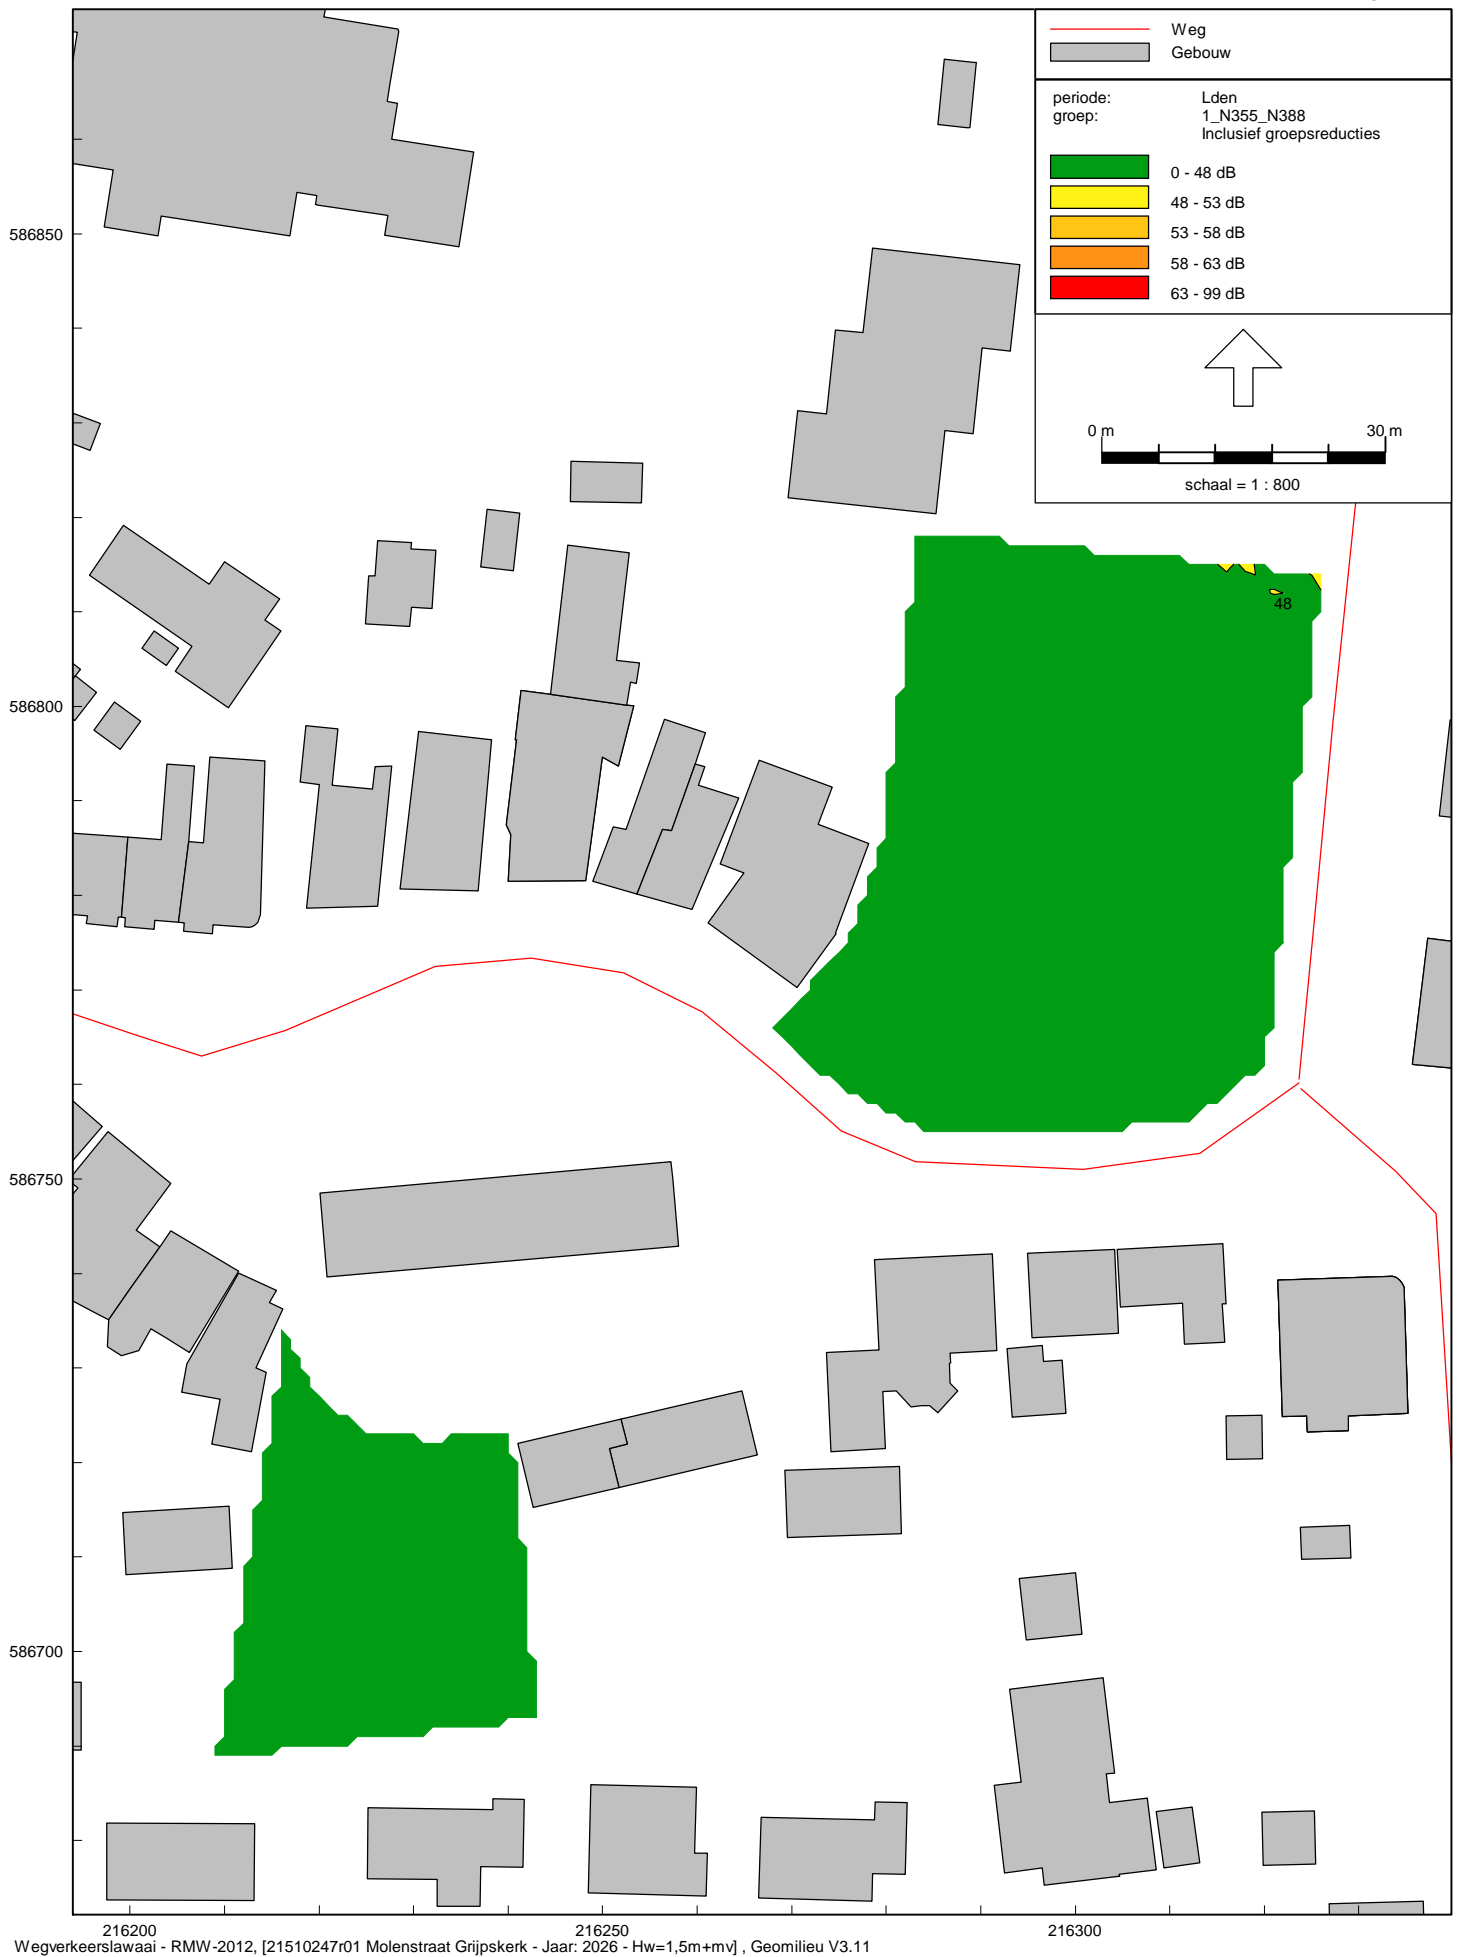 Weg
Gebouw
periode: Lden
groep: 1_N355_N388
Inclusief groepsreducties
0 - 48 dB
48 - 53 dB
53 - 58 dB
58 - 63 dB
63 - 99 dB
0 m 30 m
schaal = 1 : 800
586850
48
586800
586750
586700
216200 216250 216300
Wegverkeerslawaai - RMW-2012, [21510247r01 Molenstraat Grijpskerk - Jaar: 2026 - Hw=1,5m+mv] , Geomilieu V3.11